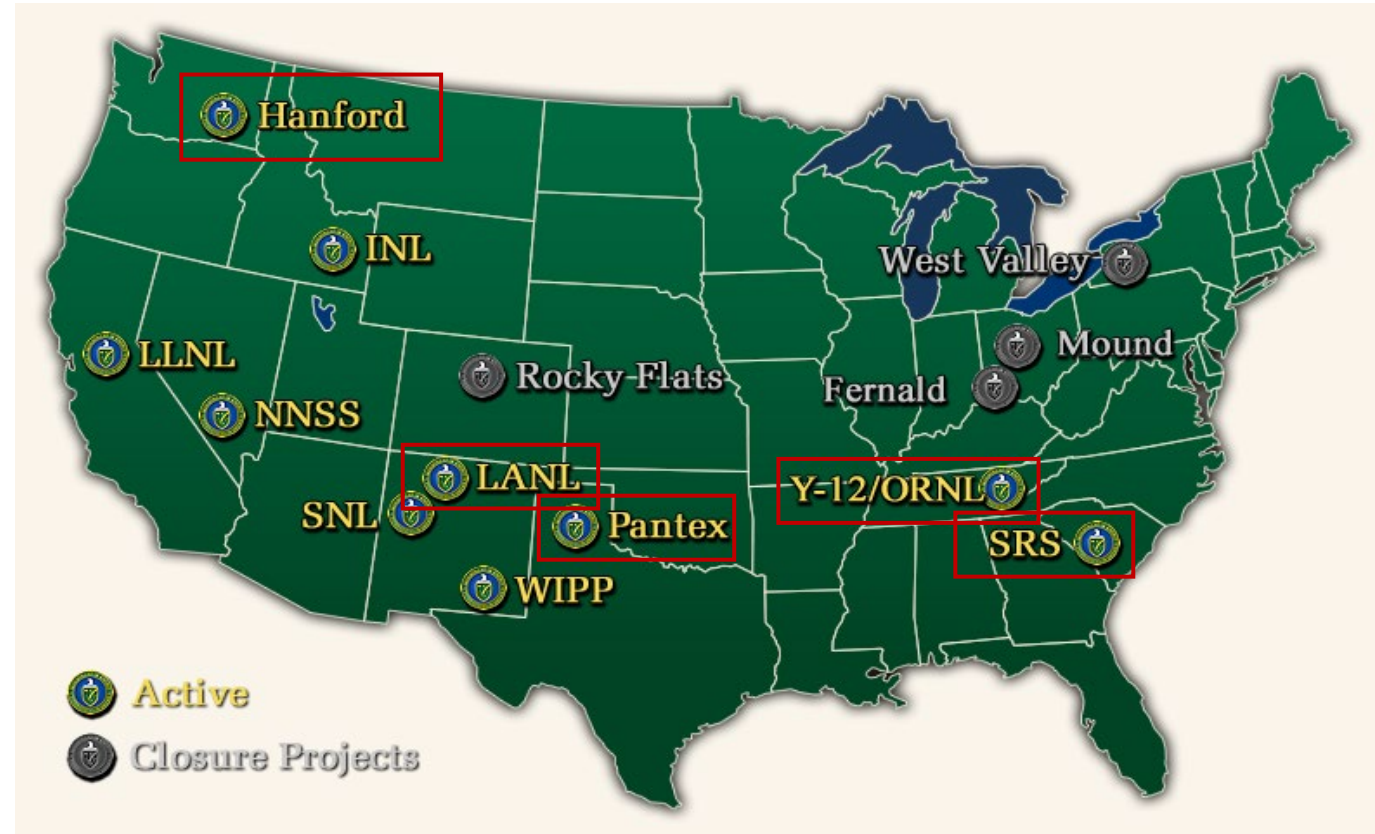 Hanford
INL
West Valley
LLNL
Mound
Rocky Flats
Fernald
NNSS
LANL
Y-12/ORNL
SNL
Pantex
SRS
WIPP
Active
Closure Projects